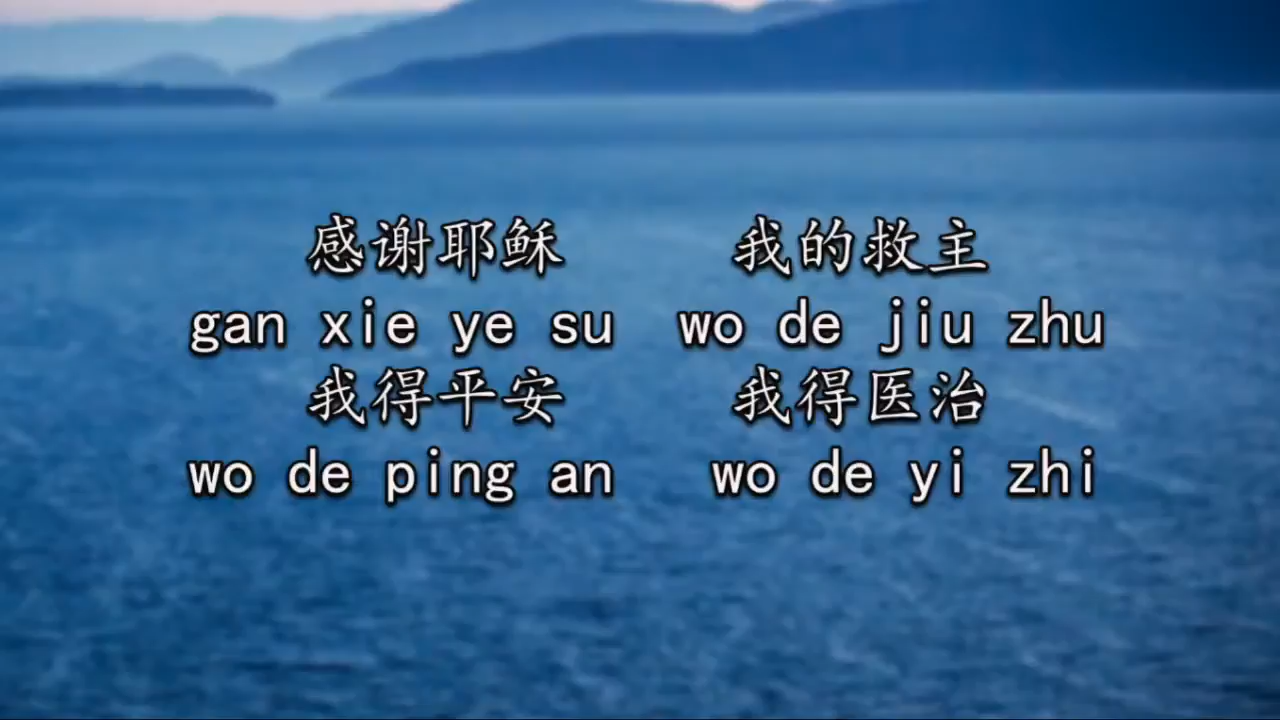 感谢耶稣 我的救主
gan xie ye su wo de jiu zhu
我得平安 我得医治
wo de ping an wo de yi zhi